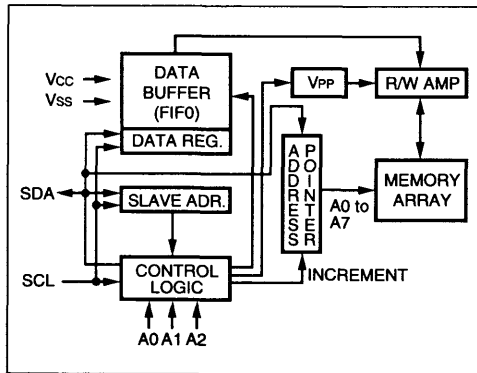 VCC
VSS
DATA
BUFFER
(FIF0)
DATA REG.
VPP
R/W AMP
ADDRESS
POINTER
A0 to
A7
MEMORY
ARRAY
SDA
SLAVE ADR.
SCL
CONTROL
LOGIC
INCREMENT
A0 A1 A2